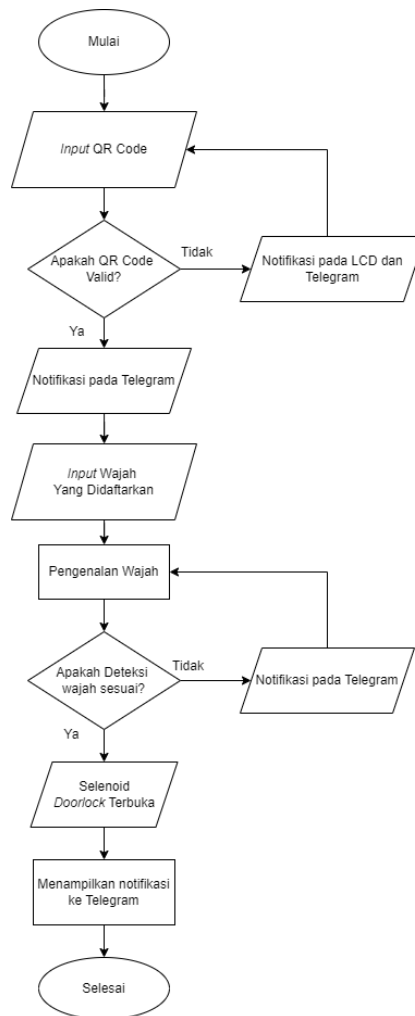 Mulai
Input QR Code
Apakah QR Code
Valid?
Tidak
Notifikasi pada LCD dan
Telegram
Ya
Notifikasi pada Telegram
Input Wajah
Yang Didaftarkan
Pengenalan Wajah
Apakah Deteksi
wajah sesuai?
Tidak
Notifikasi pada Telegram
Ya
Selenoid
Doorlock Terbuka
Menampilkan notifikasi
ke Telegram
Selesai